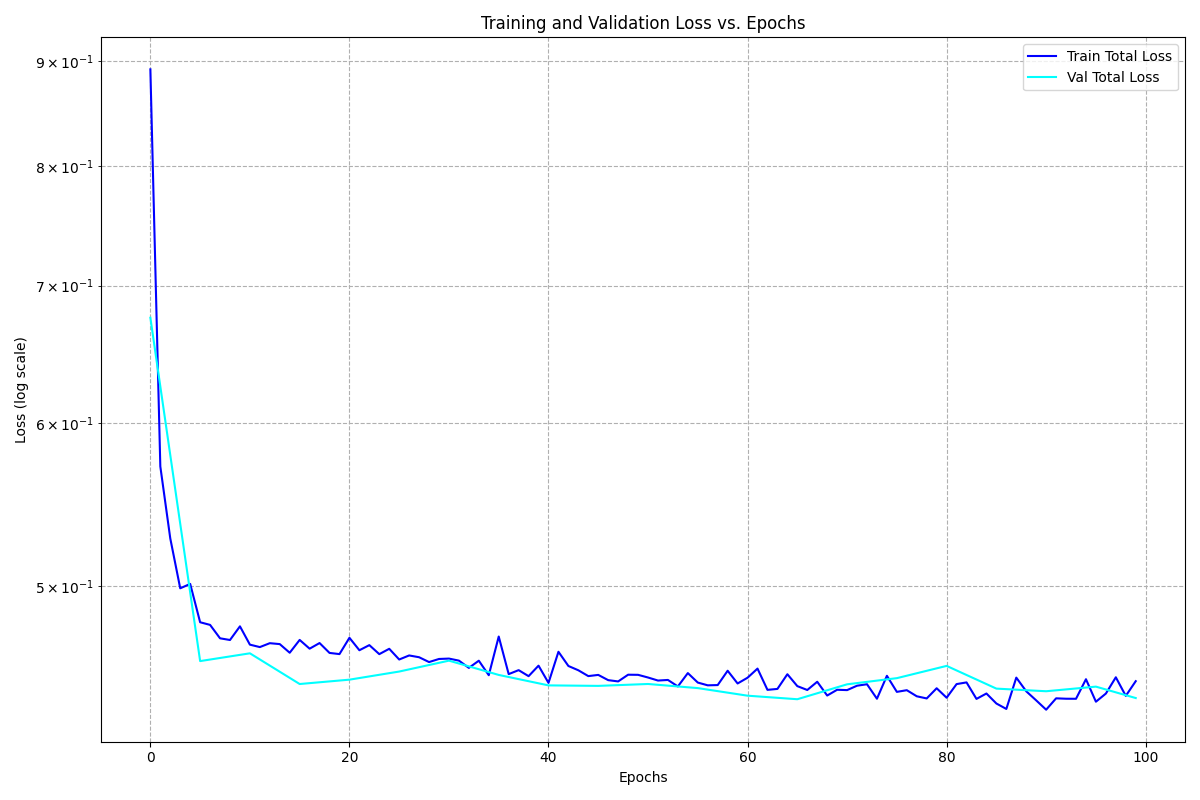 Training and Validation Loss vs. Epochs
Train Total Loss
Val Total Loss
9 × 10⁻¹
8 × 10⁻¹
7 × 10⁻¹
6 × 10⁻¹
5 × 10⁻¹
Loss (log scale)
0 20 40 60 80 100
Epochs